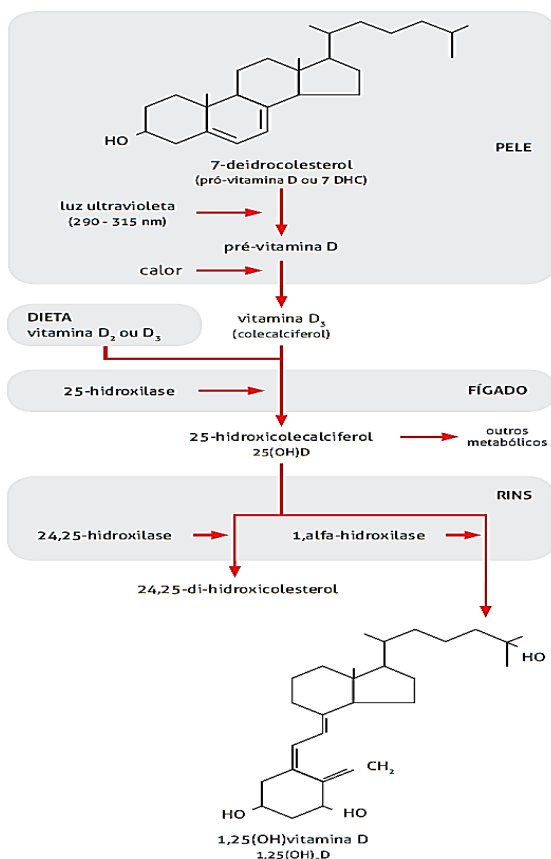 HO
PELE
7-deidrocolesterol
(pró-vitamina D ou 7 DHC)
luz ultravioleta
(290 - 315 nm)
pré-vitamina D
calor
DIETA
vitamina D₂ ou D₃
vitamina D₃
(colecalciferol)
25-hidroxilase
FÍGADO
25-hidroxicolecalciferol
25(OH)D
outros
metabólicos
RINS
24,25-hidroxilase
1,alfa-hidroxilase
24,25-di-hidroxicolesterol
HO
CH₂
HO
HO
1,25(OH)vitamina D
1,25(OH)₂D